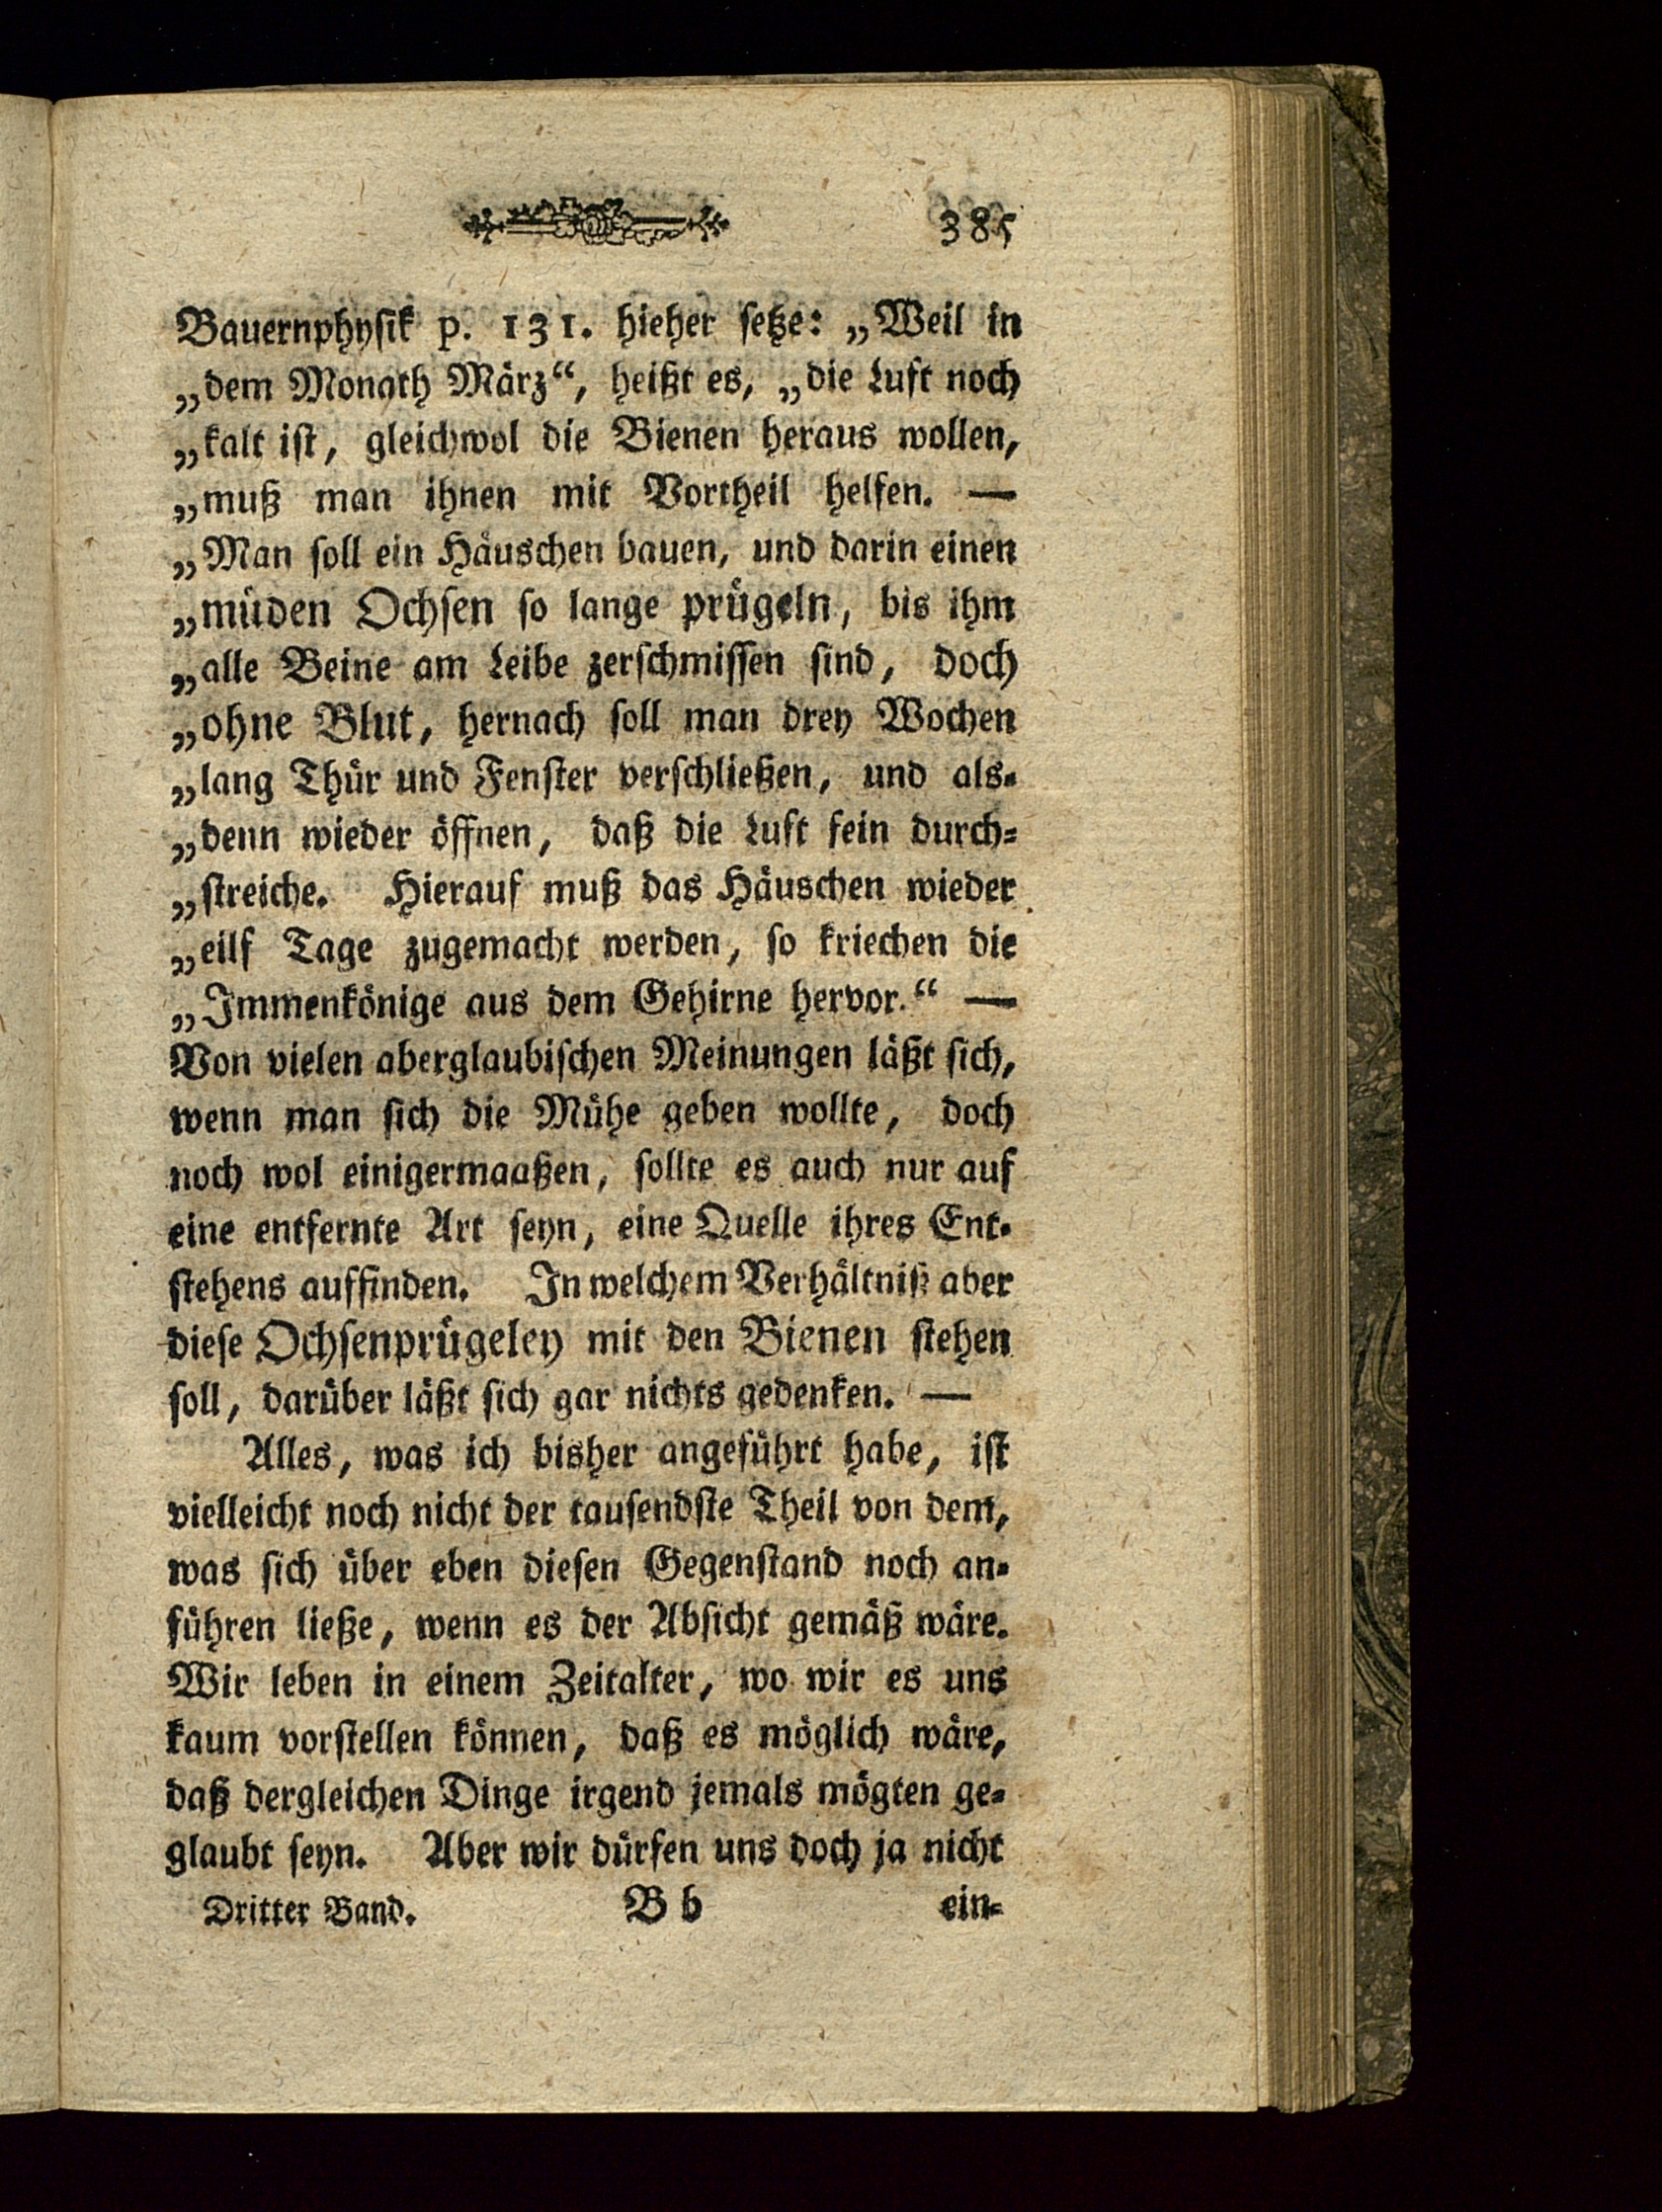 385
Bauernphyſik p. 131. hieher ſetze: „Weil in
„dem Monath März“, heißt es, „die Luft noch
„kalt iſt, gleichwol die Bienen heraus wollen,
„muß man ihnen mit Vortheil helfen. —
„Man ſoll ein Häuschen bauen, und darin einen
„müden Ochſen ſo lange prügeln, bis ihm
„alle Beine am Leibe zerſchmiſſen ſind, doch
„ohne Blut, hernach ſoll man drey Wochen
„lang Thür und Fenſter verſchließen, und als-
„denn wieder öffnen, daß die Luft fein durch-
„ſtreiche. Hierauf muß das Häuschen wieder
„eilf Tage zugemacht werden, ſo kriechen die
„Immenkönige aus dem Gehirne hervor.“ —
Von vielen aberglaubiſchen Meinungen läßt ſich,
wenn man ſich die Mühe geben wollte, doch
noch wol einigermaaßen, ſollte es auch nur auf
eine entfernte Art ſeyn, eine Quelle ihres Ent-
ſtehens auffinden. In welchem Verhältniß aber
dieſe Ochſenprügeley mit den Bienen ſtehen
ſoll, darüber läßt ſich gar nichts gedenken. —
Alles, was ich bisher angeführt habe, iſt
vielleicht noch nicht der tauſendſte Theil von dem,
was ſich über eben dieſen Gegenſtand noch an-
führen ließe, wenn es der Abſicht gemäß wäre.
Wir leben in einem Zeitalter, wo wir es uns
kaum vorſtellen können, daß es möglich wäre,
daß dergleichen Dinge irgend jemals mögten ge-
glaubt ſeyn. Aber wir dürfen uns doch ja nicht
Dritter Band. B b ein-